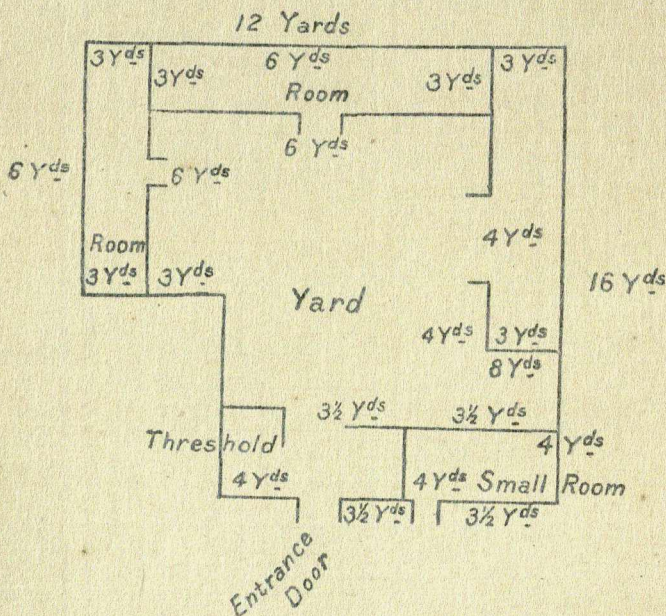 12 Yards
3 Yds 6 Yds 3 Yds
3 Yds Room 3 Yds
6 Yds
6 Yds 6 Yds
4 Yds
Room
3 Yds 3 Yds Yard 16 Yds
4 Yds 3 Yds
8 Yds
3½ Yds 3½ Yds
Threshold 4 Yds
4 Yds 4 Yds Small Room
3½ Yds 3½ Yds
Entrance
Door